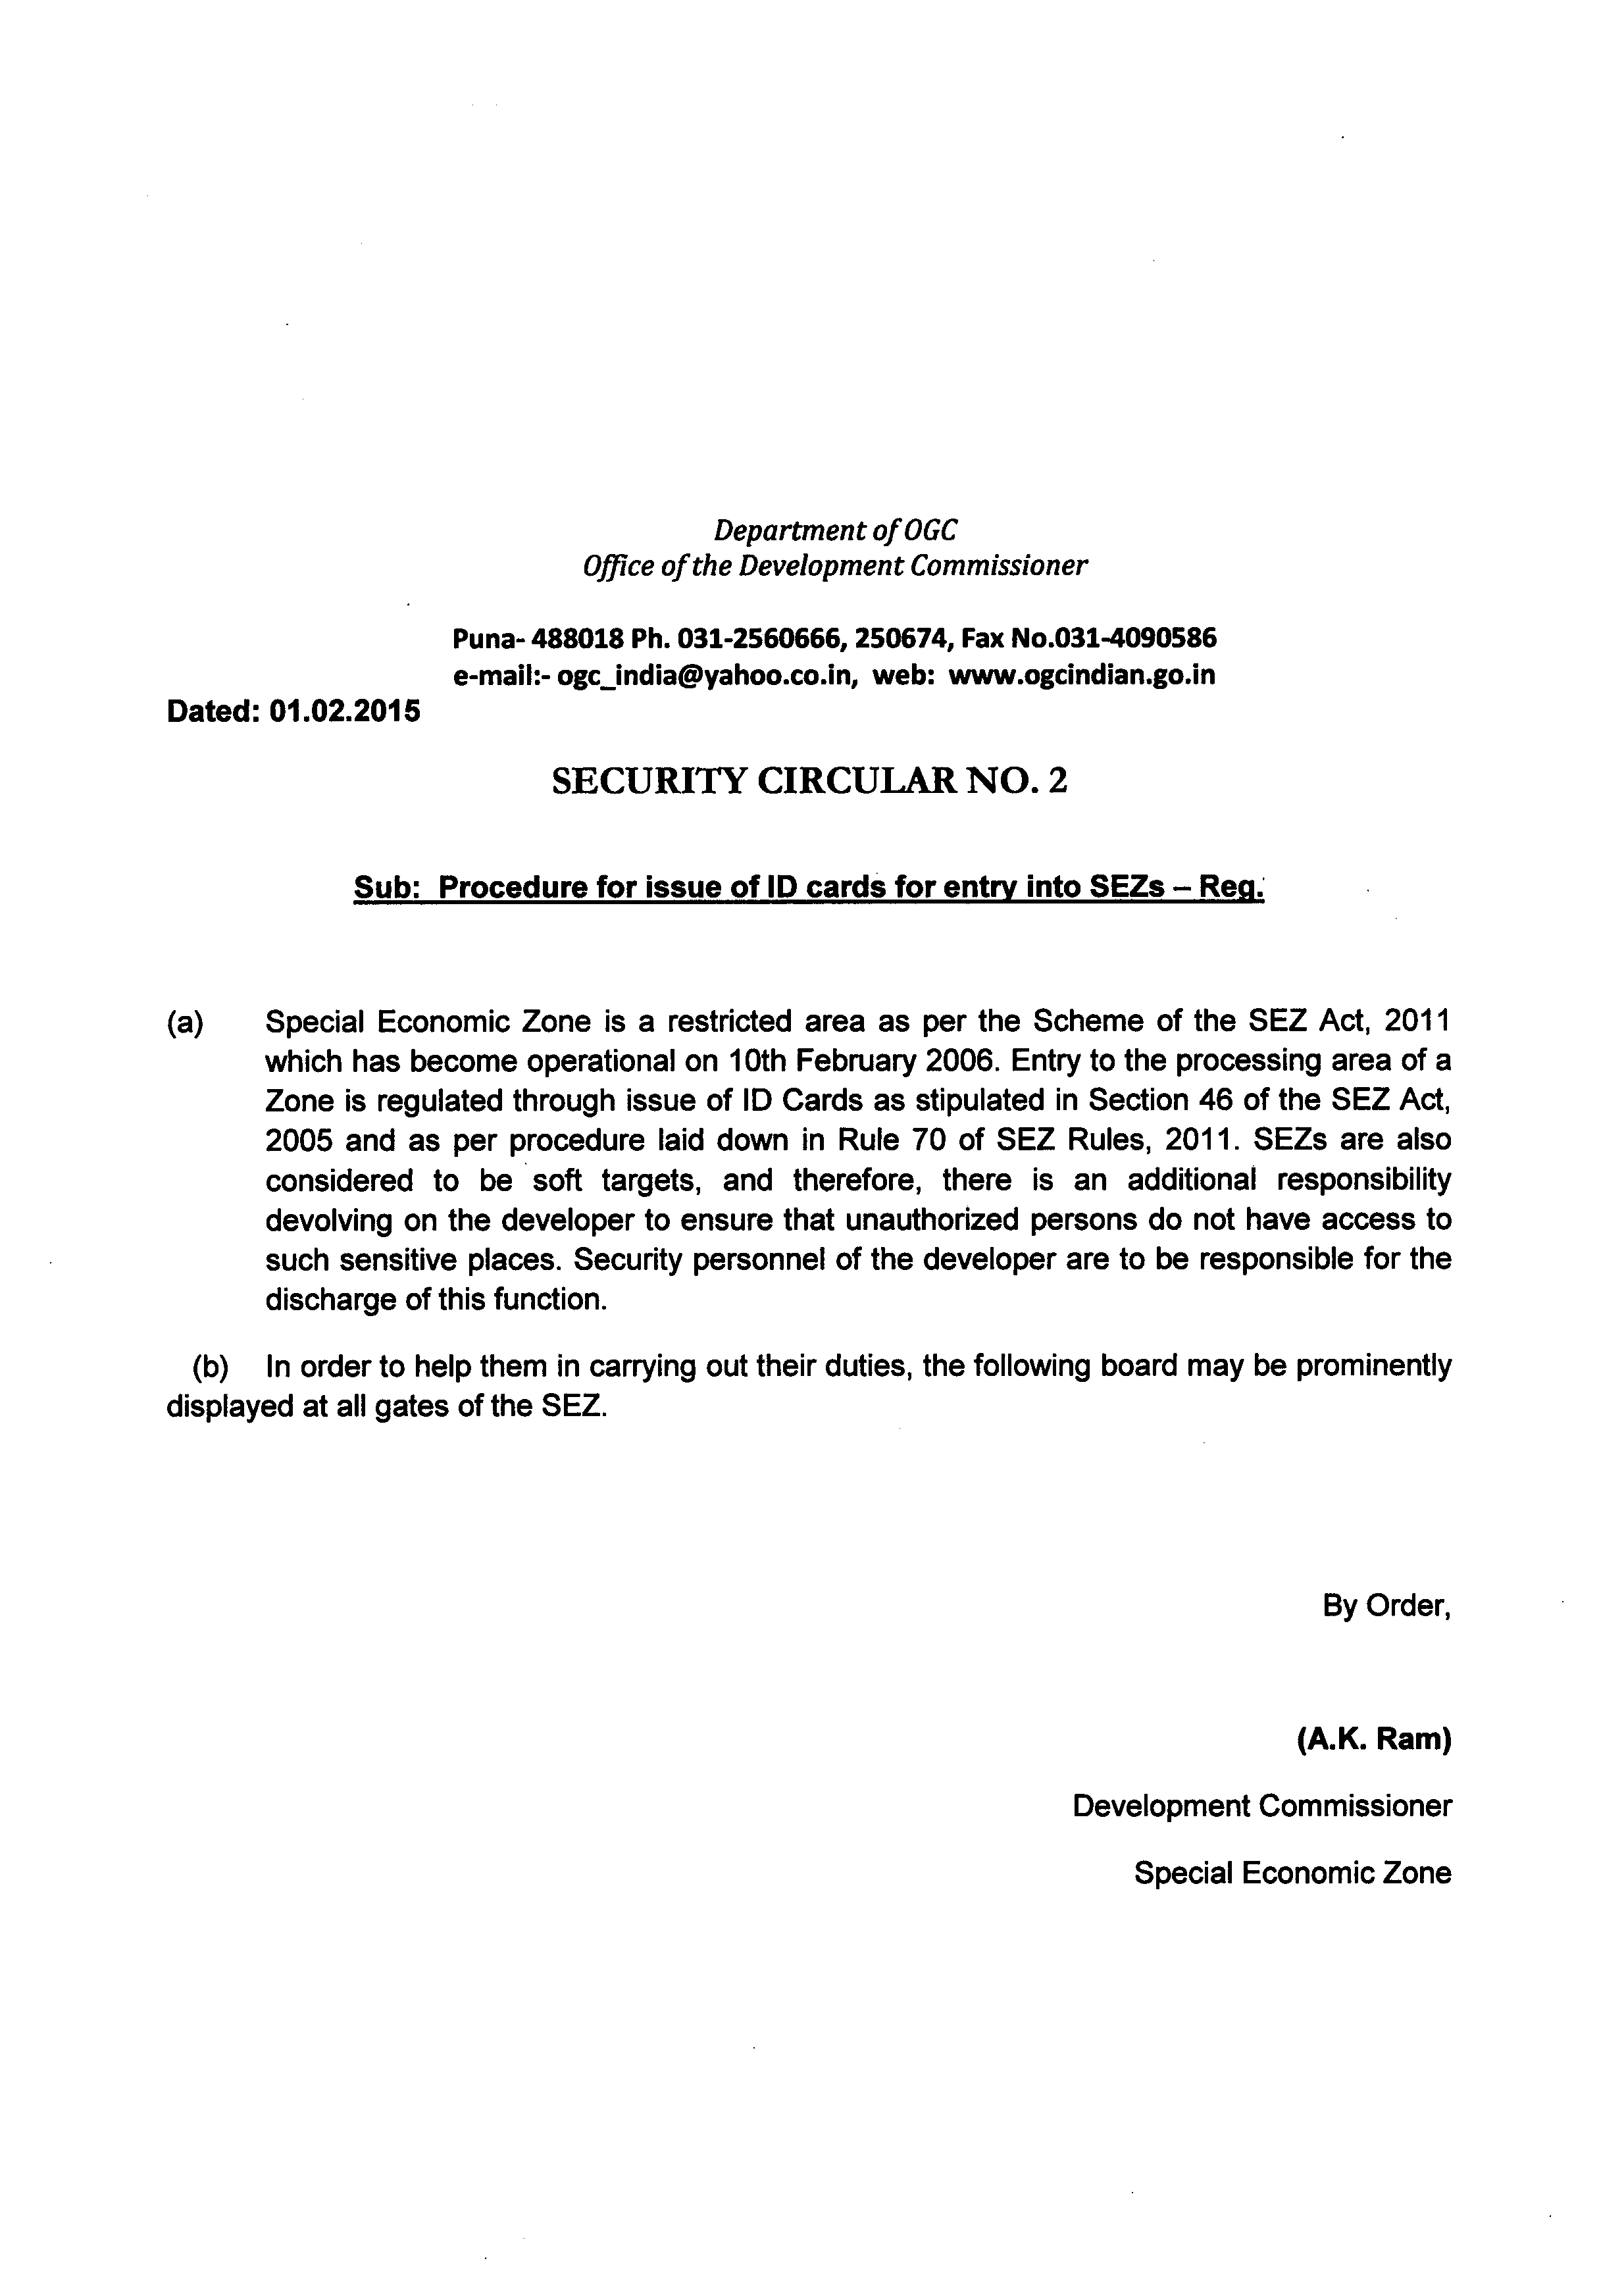 Department of OGC
Office of the Development Commissioner
Puna- 488018 Ph. 031-2560666, 250674, Fax No.031-4090586
e-mail:- ogc_india@yahoo.co.in, web: www.ogcindian.go.in
Dated: 01.02.2015
SECURITY CIRCULAR NO. 2
Sub: Procedure for issue of ID cards for entry into SEZs – Reg.
(a) Special Economic Zone is a restricted area as per the Scheme of the SEZ Act, 2011
which has become operational on 10th February 2006. Entry to the processing area of a
Zone is regulated through issue of ID Cards as stipulated in Section 46 of the SEZ Act,
2005 and as per procedure laid down in Rule 70 of SEZ Rules, 2011. SEZs are also
considered to be soft targets, and therefore, there is an additional responsibility
devolving on the developer to ensure that unauthorized persons do not have access to
such sensitive places. Security personnel of the developer are to be responsible for the
discharge of this function.
(b) In order to help them in carrying out their duties, the following board may be prominently
displayed at all gates of the SEZ.
By Order,
(A.K. Ram)
Development Commissioner
Special Economic Zone